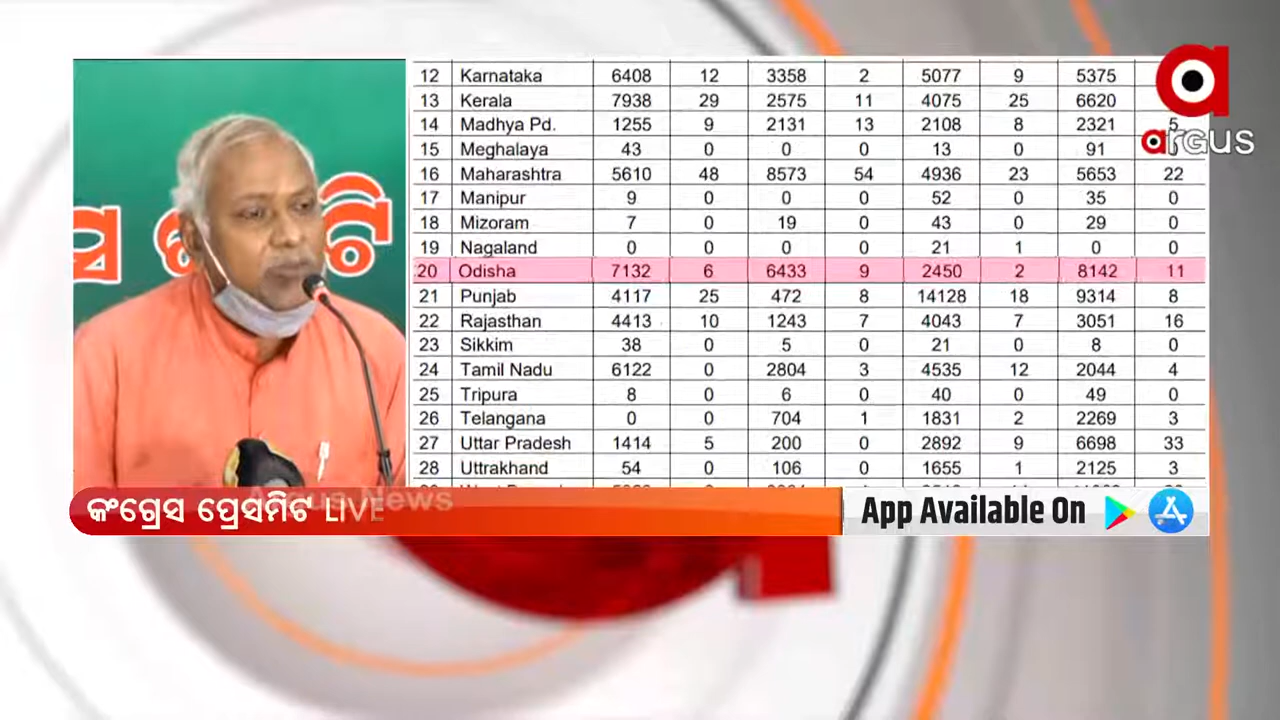 12 Karnataka 6408 12 3358 2 5077 9 5375
13 Kerala 7938 29 2575 11 4075 25 6620
14 Madhya Pd. 1255 9 2131 13 2108 8 2321 5
15 Meghalaya 43 0 0 0 13 0 91
16 Maharashtra 5610 48 8573 54 4936 23 5653 22
17 Manipur 9 0 0 0 52 0 35 0
18 Mizoram 7 0 19 0 43 0 29 0
19 Nagaland 0 0 0 0 21 1 0 0
20 Odisha 7132 6 6433 9 2450 2 8142 11
21 Punjab 4117 25 472 8 14128 18 9314 8
22 Rajasthan 4413 10 1243 7 4043 7 3051 16
23 Sikkim 38 0 5 0 21 0 8 0
24 Tamil Nadu 6122 0 2804 3 4535 12 2044 4
25 Tripura 8 0 6 0 40 0 49 0
26 Telangana 0 0 704 1 1831 2 2269 3
27 Uttar Pradesh 1414 5 200 0 2892 9 6698 33
28 Uttrakhand 54 0 106 0 1655 1 2125 3
argus
Argus News
କଂଗ୍ରେସ ପ୍ରେସମିଟ LIVE
App Available On